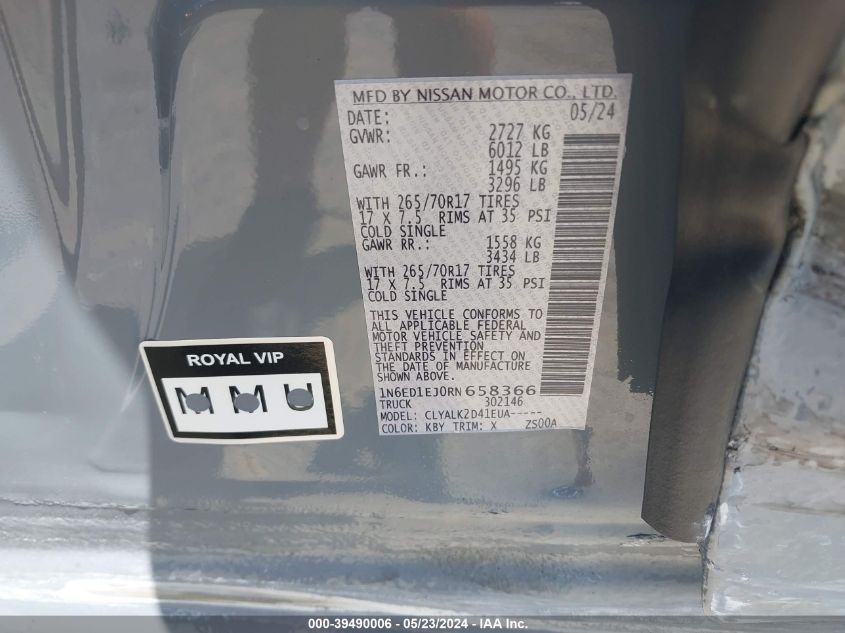 MFD BY NISSAN MOTOR CO., LTD.
DATE: 05/24
GVWR: 2727 KG
6012 LB
GAWR FR.: 1495 KG
3296 LB
WITH 265/70R17 TIRES
17 X 7.5 RIMS AT 35 PSI
COLD SINGLE
GAWR RR.: 1558 KG
3434 LB
WITH 265/70R17 TIRES
17 X 7.5 RIMS AT 35 PSI
COLD SINGLE
THIS VEHICLE CONFORMS TO
ALL APPLICABLE FEDERAL
MOTOR VEHICLE SAFETY AND
THEFT PREVENTION
STANDARDS IN EFFECT ON
THE DATE OF MANUFACTURE
SHOWN ABOVE.
1N6ED1EJ0RN658366
TRUCK 302146
MODEL: CLYALK2D41EUA-----
COLOR: KBY TRIM: X ZS00A
ROYAL VIP
M M U
000-39490006 - 05/23/2024 - IAA Inc.